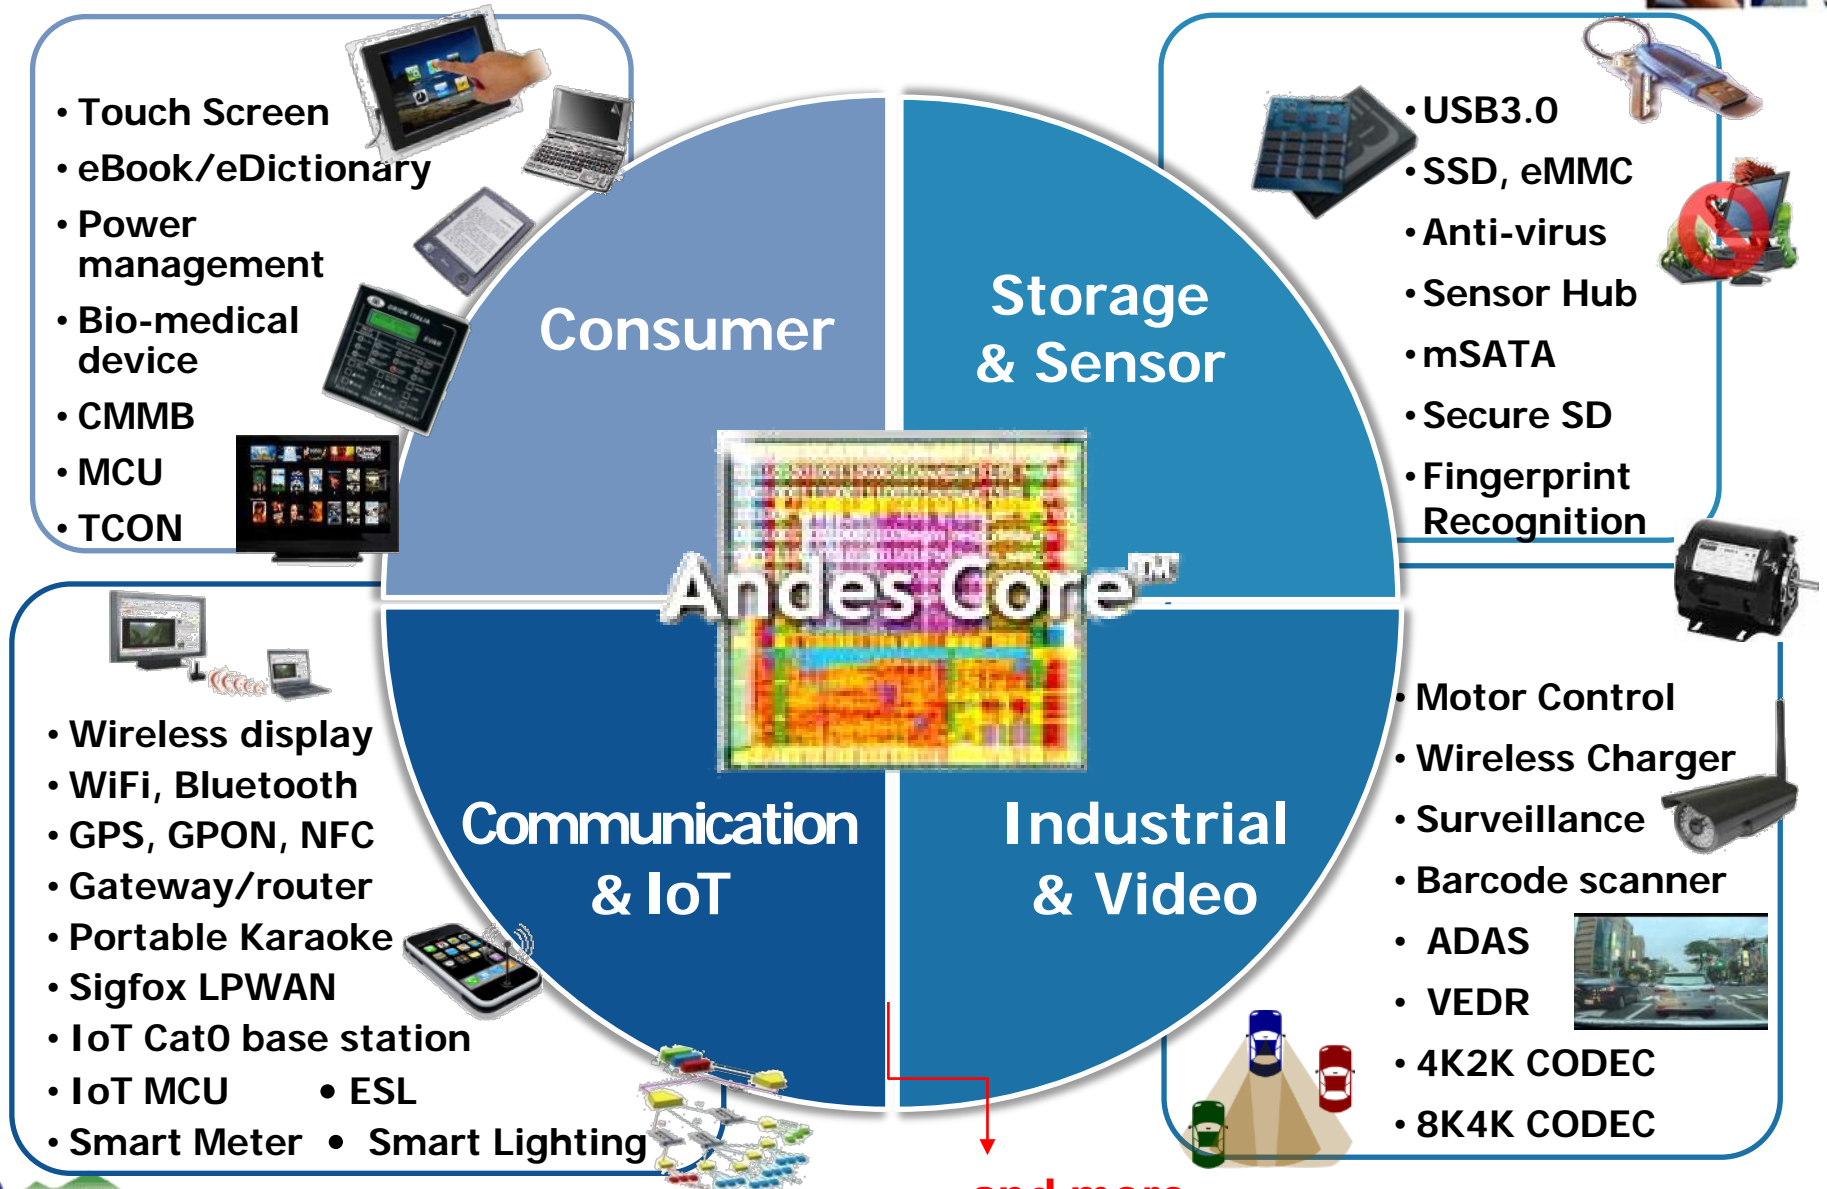 • Touch Screen
• eBook/eDictionary
• Power
management
• Bio-medical
device
• CMMB
• MCU
• TCON
Consumer
Storage
& Sensor
• USB3.0
• SSD, eMMC
• Anti-virus
• Sensor Hub
• mSATA
• Secure SD
• Fingerprint
Recognition
Andes Core™
• Wireless display
• WiFi, Bluetooth
• GPS, GPON, NFC
• Gateway/router
• Portable Karaoke
• Sigfox LPWAN
• IoT Cat0 base station
• IoT MCU • ESL
• Smart Meter • Smart Lighting
Communication
& IoT
Industrial
& Video
• Motor Control
• Wireless Charger
• Surveillance
• Barcode scanner
• ADAS
• VEDR
• 4K2K CODEC
• 8K4K CODEC
and more